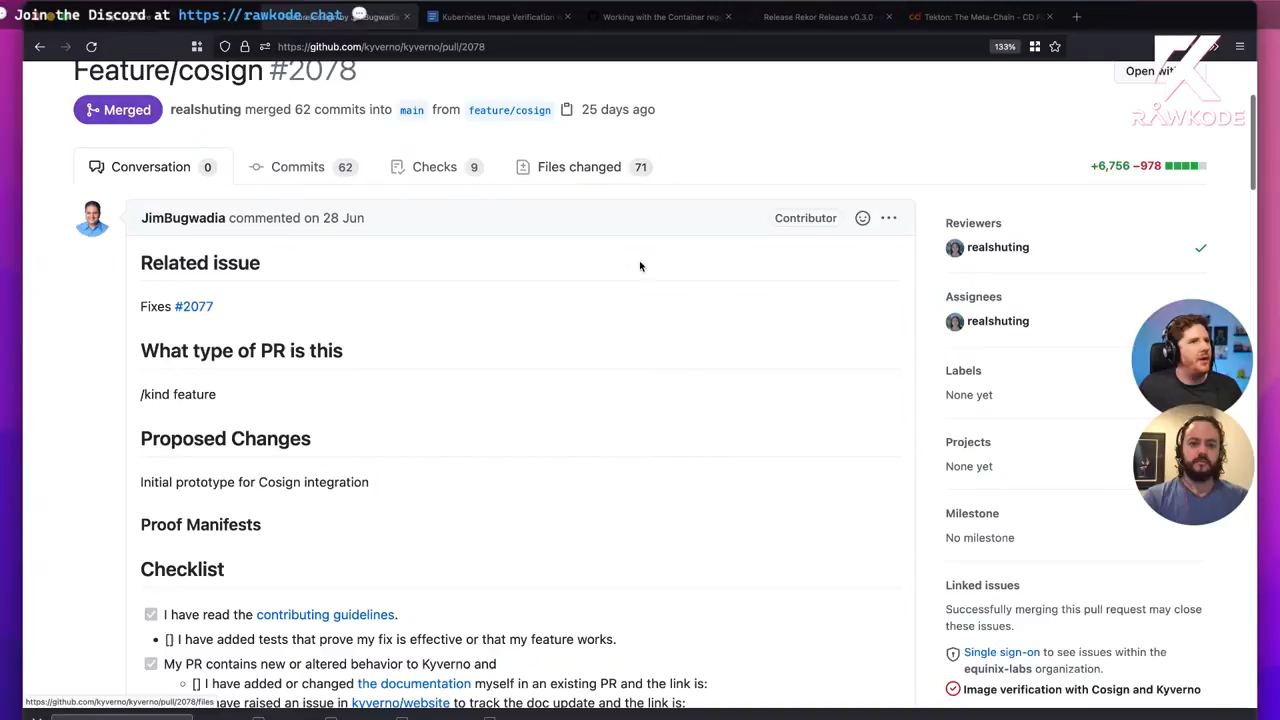 Join the Discord at https://rawkode.chat 💬
Kubernetes Image Verification w
Working with the Container reg
Release Rekor Release v0.3.0 ·
Tekton: The Meta-Chain - CD P
https://github.com/kyverno/kyverno/pull/2078
133%
Feature/cosign #2078
Open wit
RAWKODE
Merged
realshuting merged 62 commits into main from feature/cosign 25 days ago
Conversation 0
Commits 62
Checks 9
Files changed 71
+6,756 −978
JimBugwadia commented on 28 Jun
Contributor
Related issue
Fixes #2077
What type of PR is this
/kind feature
Proposed Changes
Initial prototype for Cosign integration
Proof Manifests
Checklist
I have read the contributing guidelines.
• [] I have added tests that prove my fix is effective or that my feature works.
My PR contains new or altered behavior to Kyverno and
[] I have added or changed the documentation myself in an existing PR and the link is:
have raised an issue in kyverno/website to track the doc update and the link is:
Reviewers
realshuting
Assignees
realshuting
Labels
None yet
Projects
None yet
Milestone
No milestone
Linked issues
Successfully merging this pull request may close
these issues.
Single sign-on to see issues within the
equinix-labs organization.
Image verification with Cosign and Kyverno
https://github.com/kyverno/kyverno/pull/2078/files